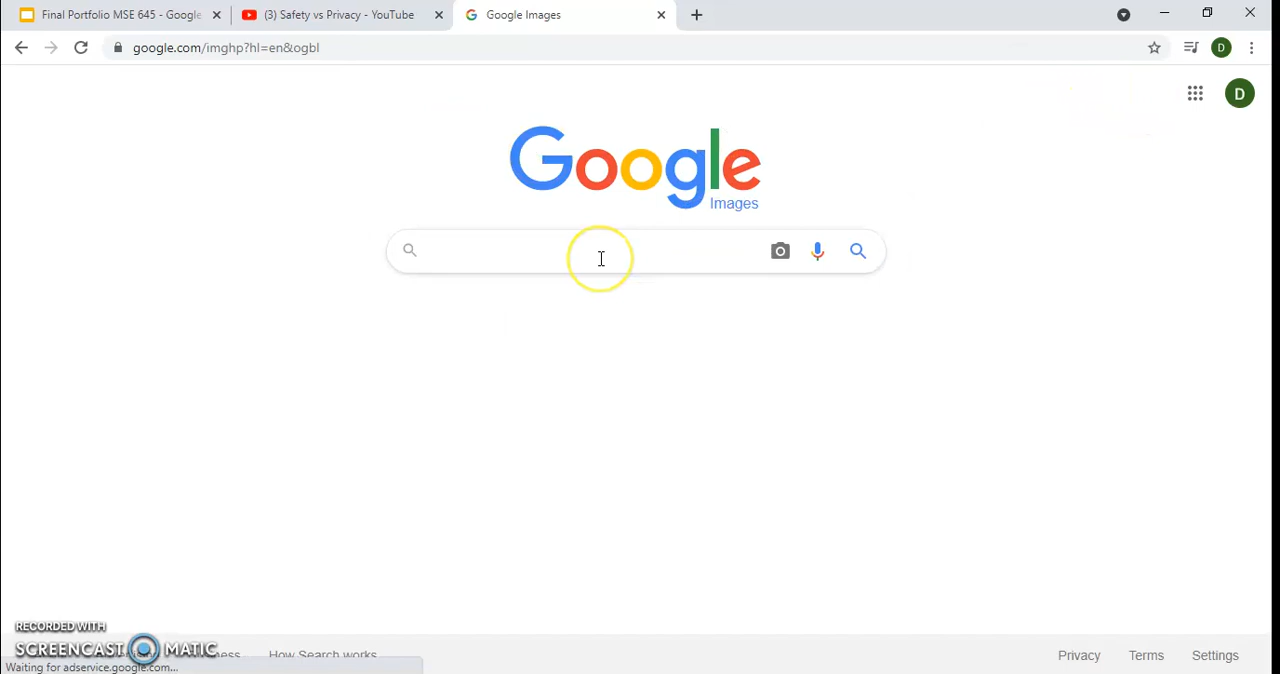 Final Portfolio MSE 645 - Google
(3) Safety vs Privacy - YouTube
Google Images
google.com/imghp?hl=en&ogbl
D
D
Google
Images
RECORDED WITH
SCREENCAST MATIC
How Search works
Privacy Terms Settings
Waiting for adservice.google.com...